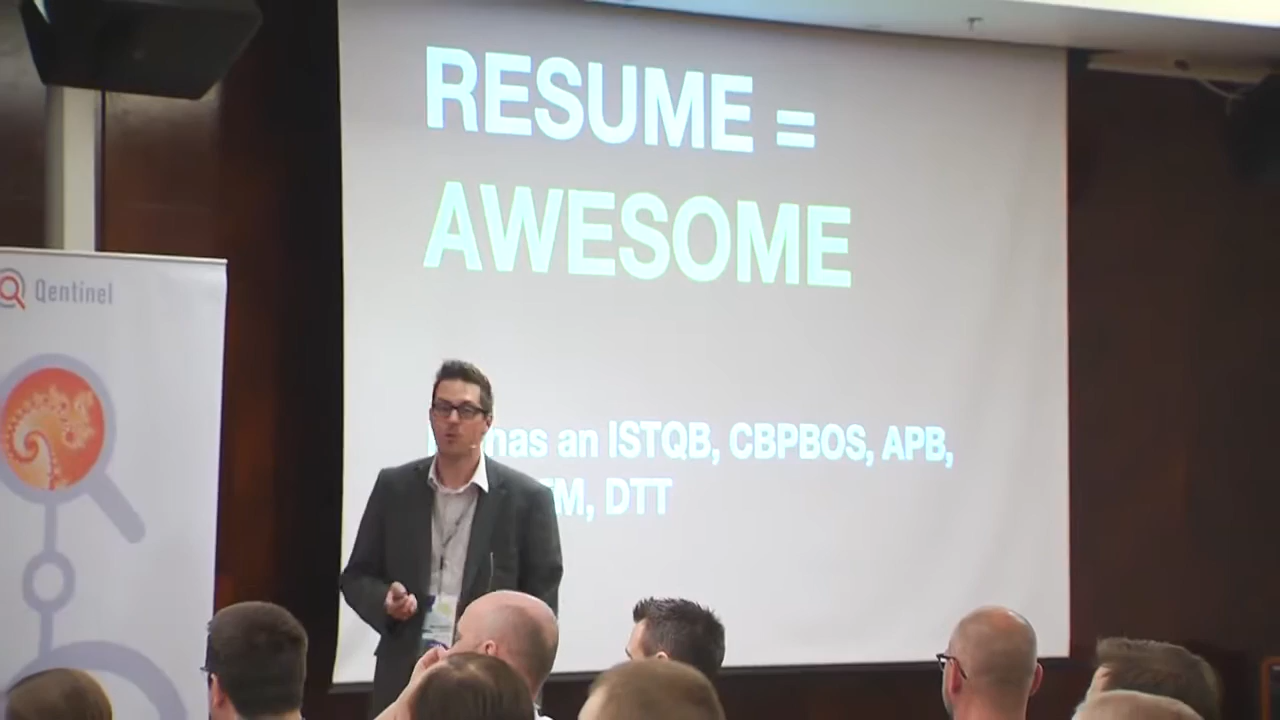 RESUME =
AWESOME
has an ISTQB, CBPBOS, APB,
DTT
Qentinel